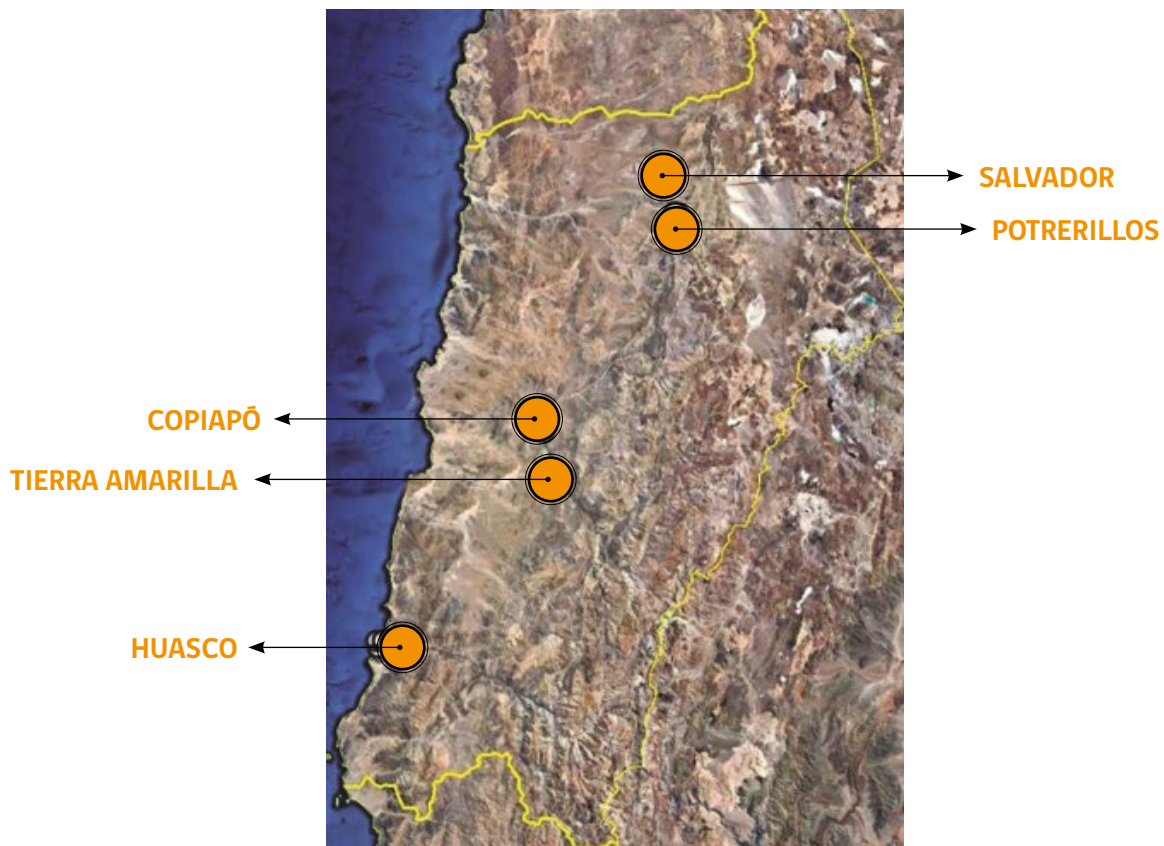 SALVADOR
POTRERILLOS
COPIAPÓ
TIERRA AMARILLA
HUASCO